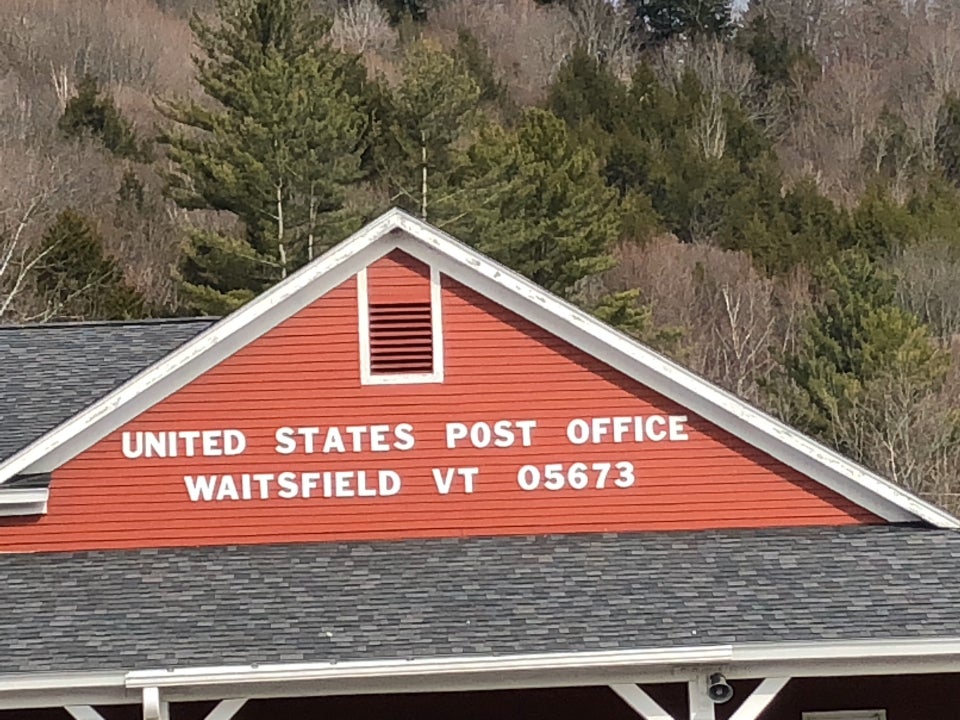 UNITED STATES POST OFFICE
WAITSFIELD VT 05673